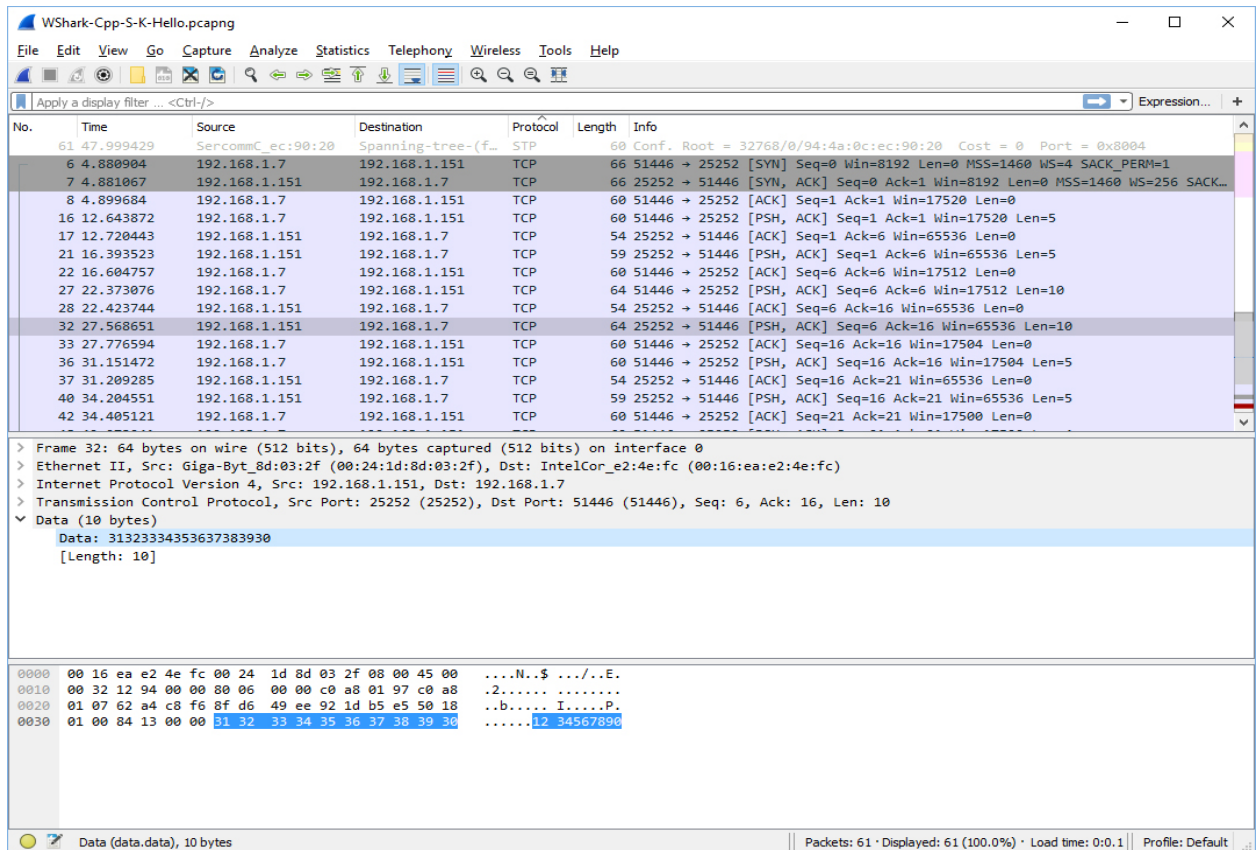 WShark-Cpp-S-K-Hello.pcapng
File Edit View Go Capture Analyze Statistics Telephony Wireless Tools Help
Apply a display filter ... <Ctrl-/> Expression... +
No. Time Source Destination Protocol Length Info
61 47.999429 SercommC_ec:90:20 Spanning-tree-(f… STP 60 Conf. Root = 32768/0/94:4a:0c:ec:90:20 Cost = 0 Port = 0x8004
6 4.880904 192.168.1.7 192.168.1.151 TCP 66 51446 → 25252 [SYN] Seq=0 Win=8192 Len=0 MSS=1460 WS=4 SACK_PERM=1
7 4.881067 192.168.1.151 192.168.1.7 TCP 66 25252 → 51446 [SYN, ACK] Seq=0 Ack=1 Win=8192 Len=0 MSS=1460 WS=256 SACK…
8 4.899684 192.168.1.7 192.168.1.151 TCP 60 51446 → 25252 [ACK] Seq=1 Ack=1 Win=17520 Len=0
16 12.643872 192.168.1.7 192.168.1.151 TCP 60 51446 → 25252 [PSH, ACK] Seq=1 Ack=1 Win=17520 Len=5
17 12.720443 192.168.1.151 192.168.1.7 TCP 54 25252 → 51446 [ACK] Seq=1 Ack=6 Win=65536 Len=0
21 16.393523 192.168.1.151 192.168.1.7 TCP 59 25252 → 51446 [PSH, ACK] Seq=1 Ack=6 Win=65536 Len=5
22 16.604757 192.168.1.7 192.168.1.151 TCP 60 51446 → 25252 [ACK] Seq=6 Ack=6 Win=17512 Len=0
27 22.373076 192.168.1.7 192.168.1.151 TCP 64 51446 → 25252 [PSH, ACK] Seq=6 Ack=6 Win=17512 Len=10
28 22.423744 192.168.1.151 192.168.1.7 TCP 54 25252 → 51446 [ACK] Seq=6 Ack=16 Win=65536 Len=0
32 27.568651 192.168.1.151 192.168.1.7 TCP 64 25252 → 51446 [PSH, ACK] Seq=6 Ack=16 Win=65536 Len=10
33 27.776594 192.168.1.7 192.168.1.151 TCP 60 51446 → 25252 [ACK] Seq=16 Ack=16 Win=17504 Len=0
36 31.151472 192.168.1.7 192.168.1.151 TCP 60 51446 → 25252 [PSH, ACK] Seq=16 Ack=16 Win=17504 Len=5
37 31.209285 192.168.1.151 192.168.1.7 TCP 54 25252 → 51446 [ACK] Seq=16 Ack=21 Win=65536 Len=0
40 34.204551 192.168.1.151 192.168.1.7 TCP 59 25252 → 51446 [PSH, ACK] Seq=16 Ack=21 Win=65536 Len=5
42 34.405121 192.168.1.7 192.168.1.151 TCP 60 51446 → 25252 [ACK] Seq=21 Ack=21 Win=17500 Len=0
> Frame 32: 64 bytes on wire (512 bits), 64 bytes captured (512 bits) on interface 0
> Ethernet II, Src: Giga-Byt_8d:03:2f (00:24:1d:8d:03:2f), Dst: IntelCor_e2:4e:fc (00:16:ea:e2:4e:fc)
> Internet Protocol Version 4, Src: 192.168.1.151, Dst: 192.168.1.7
> Transmission Control Protocol, Src Port: 25252 (25252), Dst Port: 51446 (51446), Seq: 6, Ack: 16, Len: 10
Data (10 bytes)
Data: 31323334353637383930
[Length: 10]
0000 00 16 ea e2 4e fc 00 24 1d 8d 03 2f 08 00 45 00 ....N..$ .../..E.
0010 00 32 12 94 00 00 80 06 00 00 c0 a8 01 97 c0 a8 .2...... ........
0020 01 07 62 a4 c8 f6 8f d6 49 ee 92 1d b5 e5 50 18 ..b..... I.....P.
0030 01 00 84 13 00 00 31 32 33 34 35 36 37 38 39 30 ......12 34567890
Data (data.data), 10 bytes Packets: 61 · Displayed: 61 (100.0%) · Load time: 0:0.1 Profile: Default